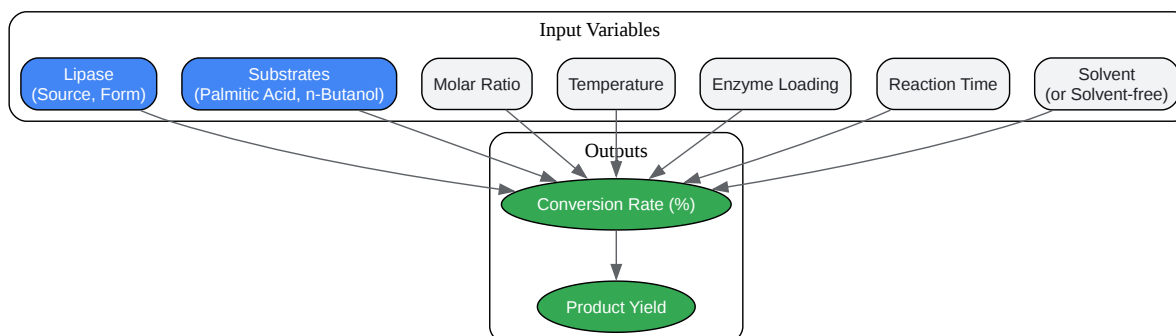 Input Variables
Lipase
(Source, Form)
Substrates
(Palmitic Acid, n-Butanol)
Molar Ratio
Temperature
Enzyme Loading
Reaction Time
Solvent
(or Solvent-free)
Outputs
Conversion Rate (%)
Product Yield